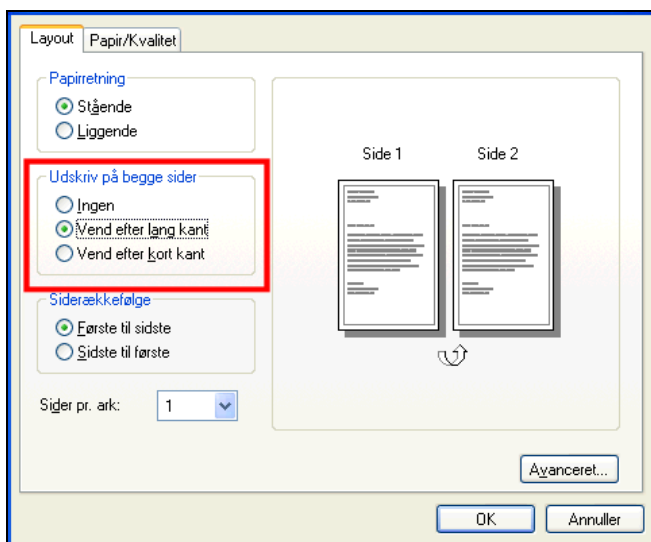 Layout
Papir/Kvalitet
Papirretning
Stående
Liggende
Udskriv på begge sider
Ingen
Vend efter lang kant
Vend efter kort kant
Siderækkefølge
Første til sidste
Sidste til første
Sider pr. ark:
1
Side 1
Side 2
Avanceret...
OK
Annuller